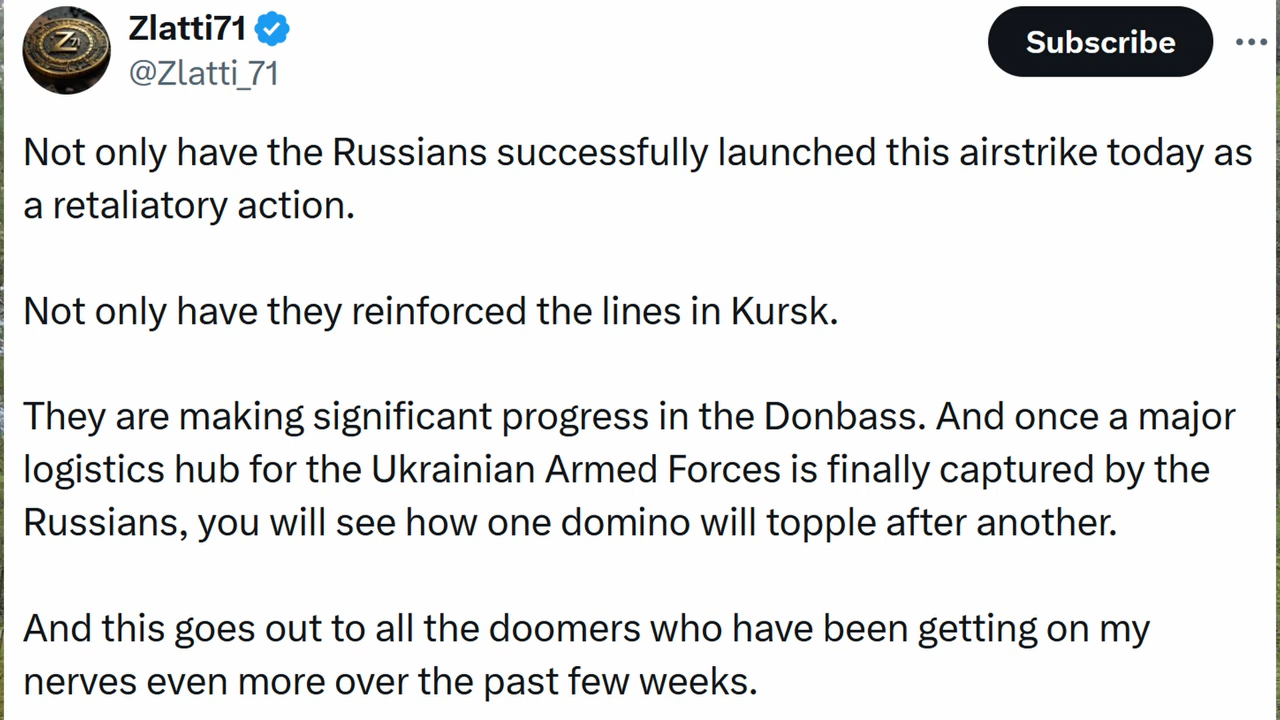 Zlatti71
@Zlatti_71
Subscribe
Not only have the Russians successfully launched this airstrike today as
a retaliatory action.
Not only have they reinforced the lines in Kursk.
They are making significant progress in the Donbass. And once a major
logistics hub for the Ukrainian Armed Forces is finally captured by the
Russians, you will see how one domino will topple after another.
And this goes out to all the doomers who have been getting on my
nerves even more over the past few weeks.